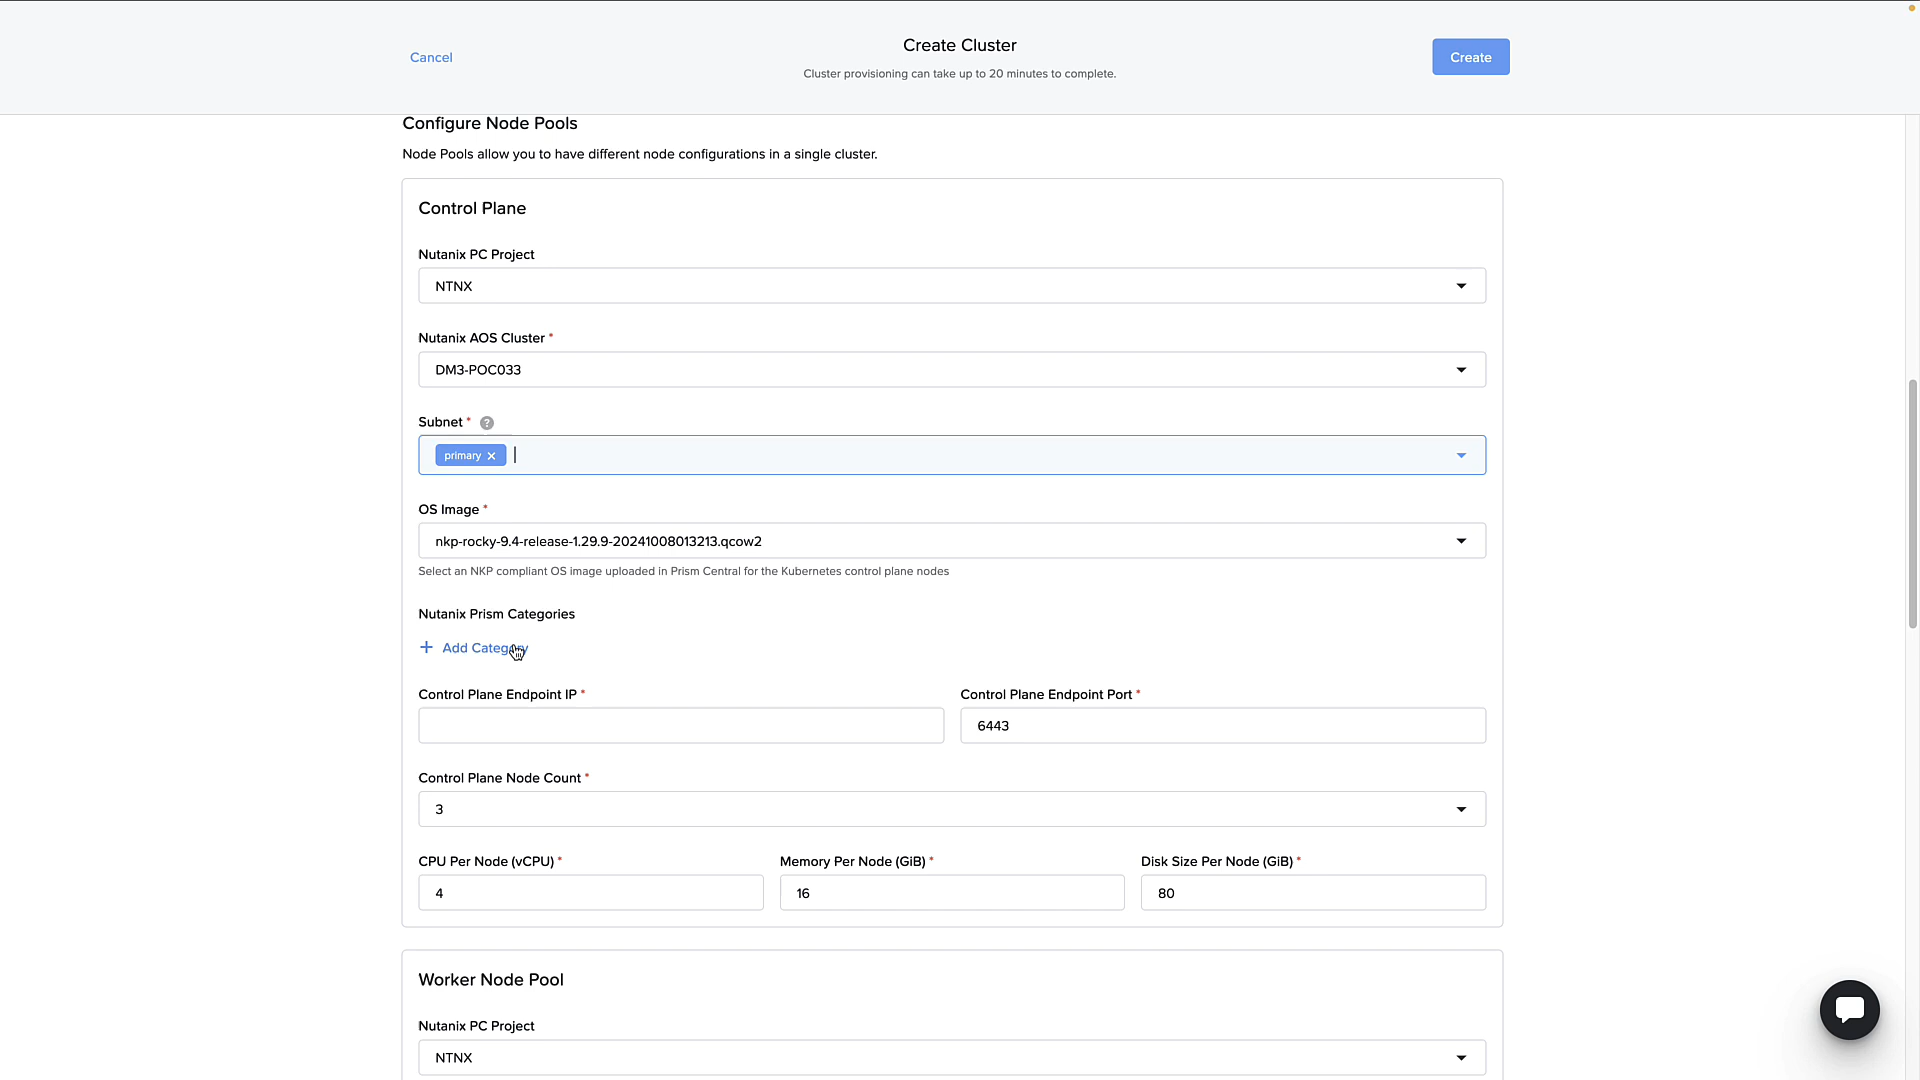 Cancel
Create Cluster
Cluster provisioning can take up to 20 minutes to complete.
Create
Configure Node Pools
Node Pools allow you to have different node configurations in a single cluster.
Control Plane
Nutanix PC Project
NTNX
Nutanix AOS Cluster *
DM3-POC033
Subnet * ?
primary ×
OS Image *
nkp-rocky-9.4-release-1.29.9-20241008013213.qcow2
Select an NKP compliant OS image uploaded in Prism Central for the Kubernetes control plane nodes
Nutanix Prism Categories
+ Add Category
Control Plane Endpoint IP * Control Plane Endpoint Port *
6443
Control Plane Node Count *
3
CPU Per Node (vCPU) * Memory Per Node (GiB) * Disk Size Per Node (GiB) *
4 16 80
Worker Node Pool
Nutanix PC Project
NTNX